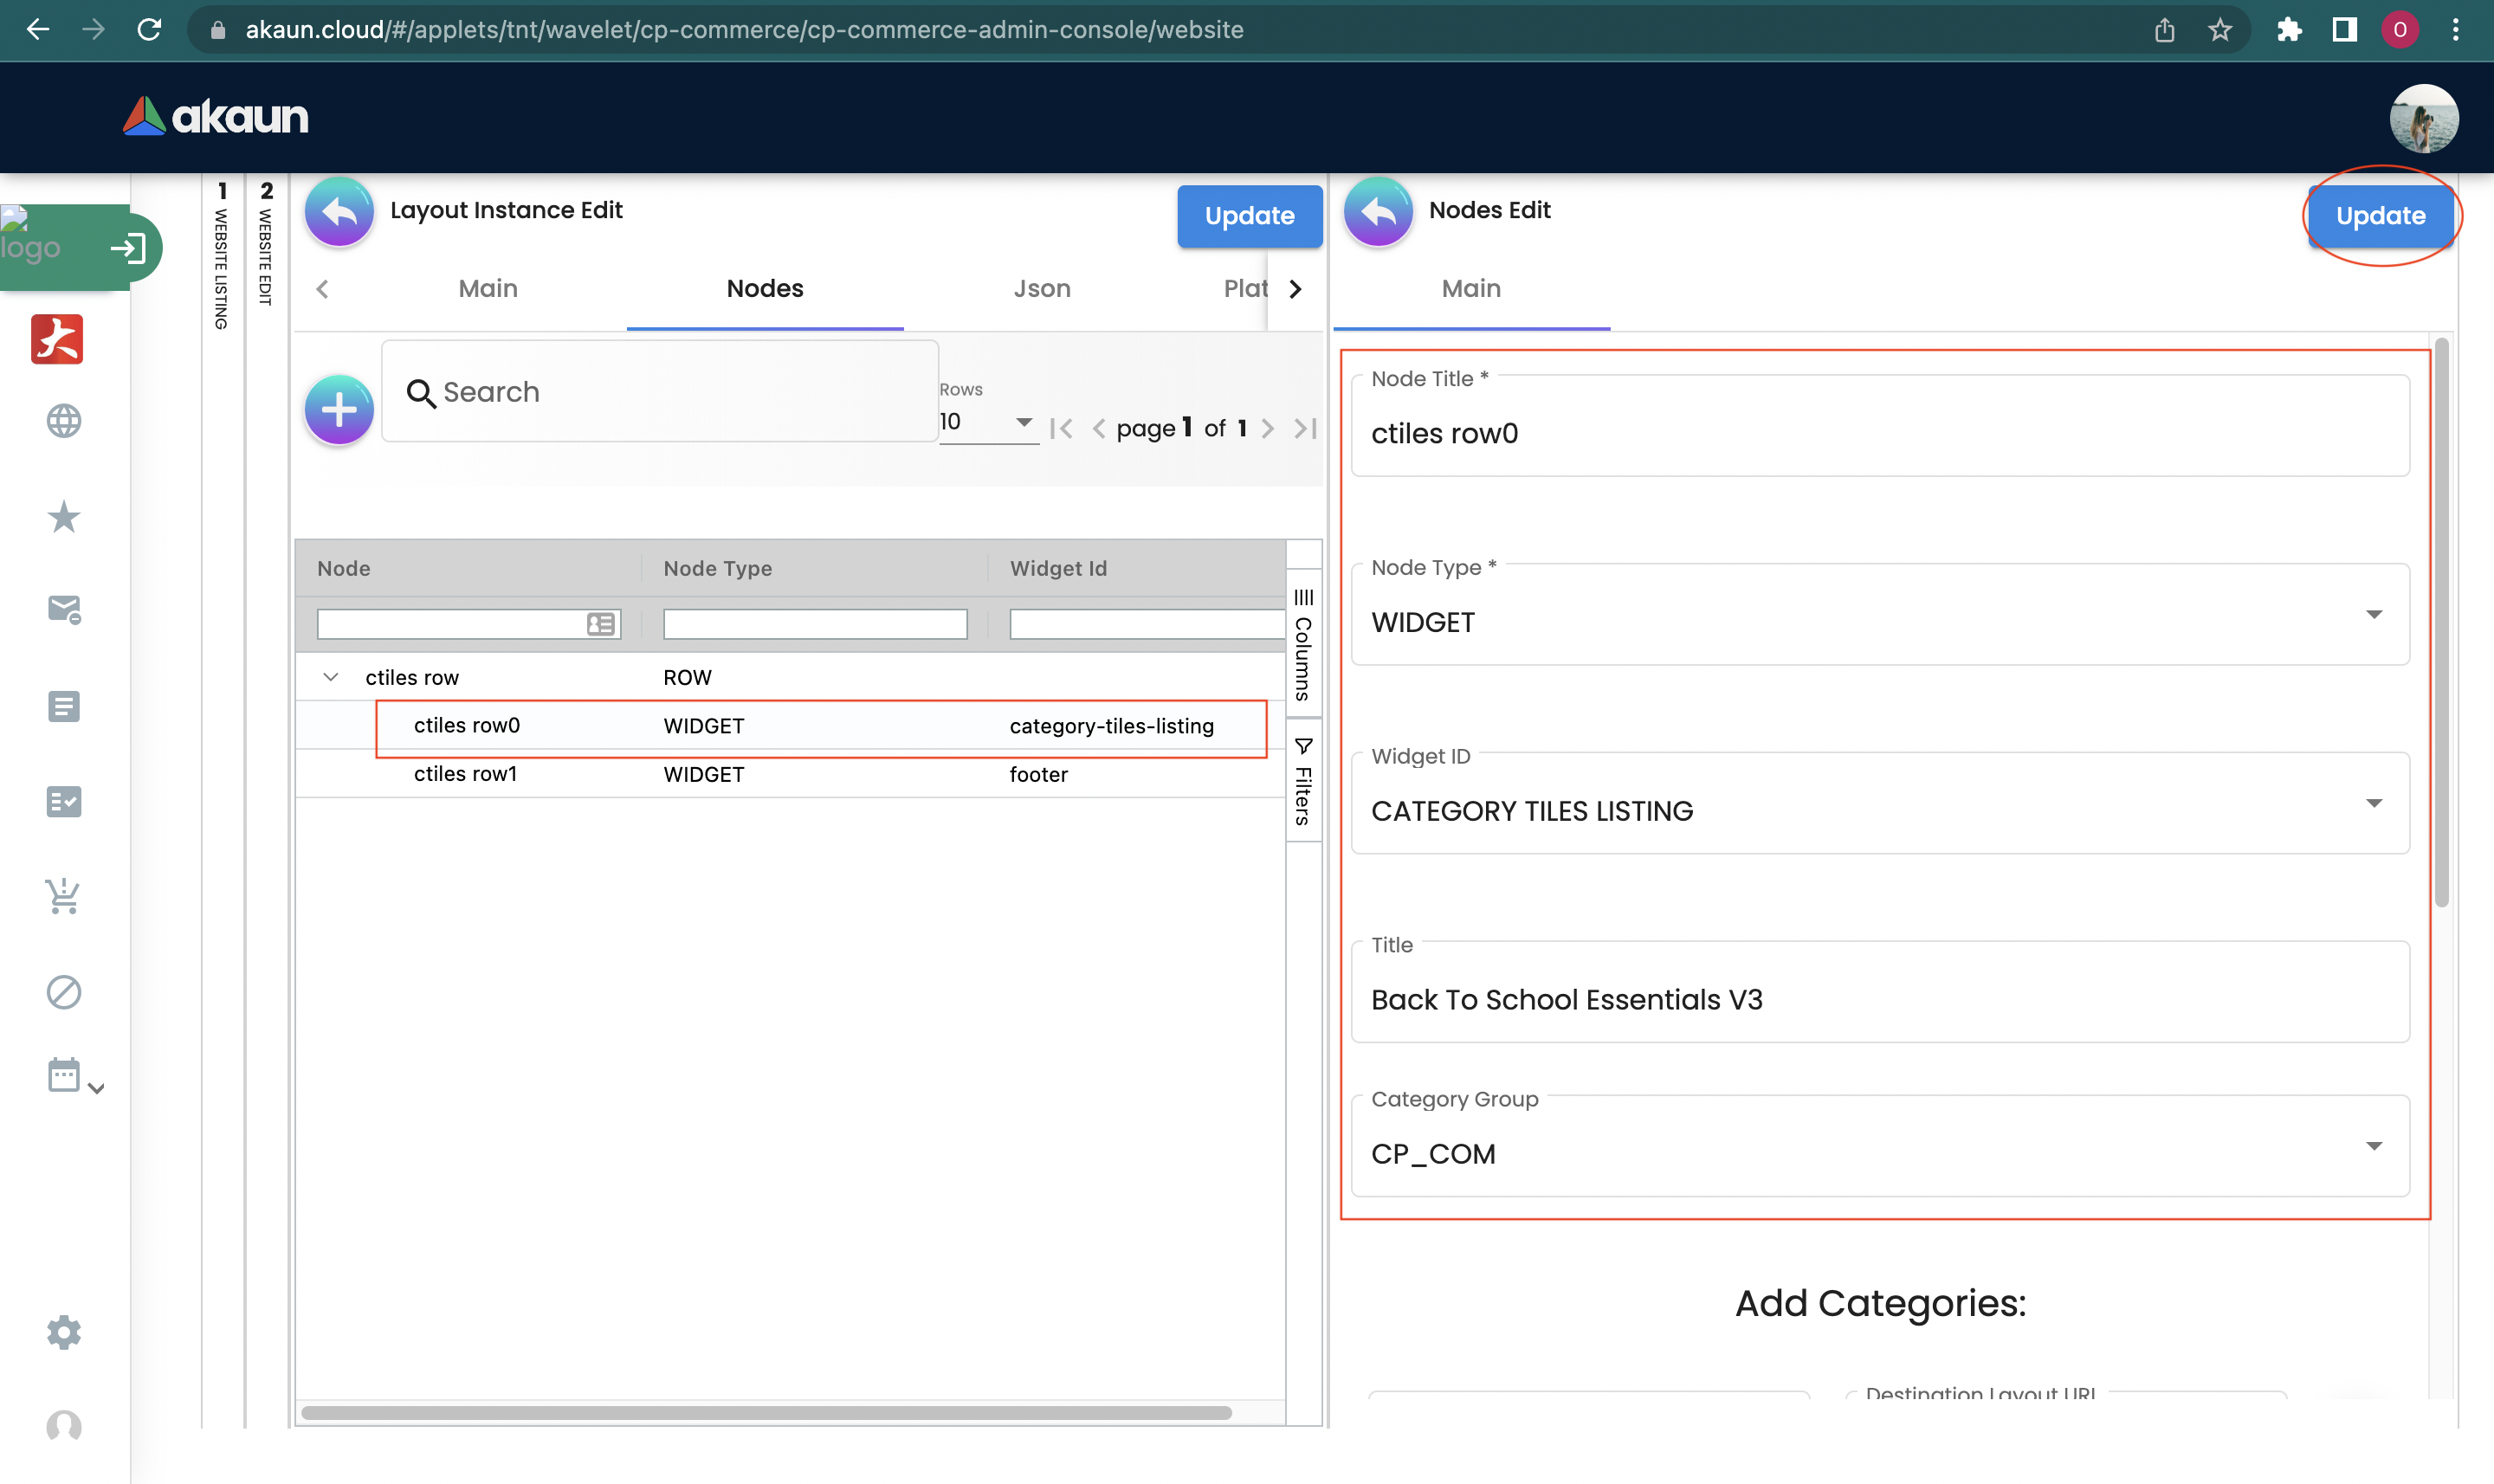 akaun.cloud/#/applets/tnt/wavelet/cp-commerce/cp-commerce-admin-console/website
O
akaun
logo
1 WEBSITE LISTING
2 WEBSITE EDIT
Layout Instance Edit
Update
Main
Nodes
Json
Plat
Search
Rows
10
page 1 of 1
Node
Node Type
Widget Id
ctiles row
ROW
ctiles row0
WIDGET
category-tiles-listing
ctiles row1
WIDGET
footer
Columns
Filters
Nodes Edit
Update
Main
Node Title *
ctiles row0
Node Type *
WIDGET
Widget ID
CATEGORY TILES LISTING
Title
Back To School Essentials V3
Category Group
CP_COM
Add Categories:
Destination Layout URL